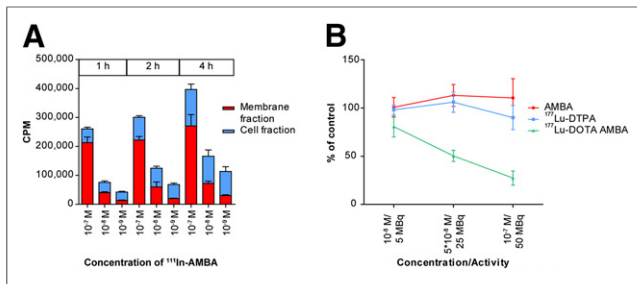 A
1 h 2 h 4 h
500,000
400,000
300,000
200,000
100,000
0
CPM
Membrane
fraction
Cell fraction
10⁻⁷ M
10⁻⁸ M
10⁻⁹ M
10⁻⁷ M
10⁻⁸ M
10⁻⁹ M
10⁻⁷ M
10⁻⁸ M
10⁻⁹ M
Concentration of ¹¹¹In-AMBA
B
150
100
50
0
% of control
AMBA
¹⁷⁷Lu-DTPA
¹⁷⁷Lu-DOTA AMBA
10⁻⁸ M/
5 MBq
5*10⁻⁸ M/
25 MBq
10⁻⁷ M/
50 MBq
Concentration/Activity